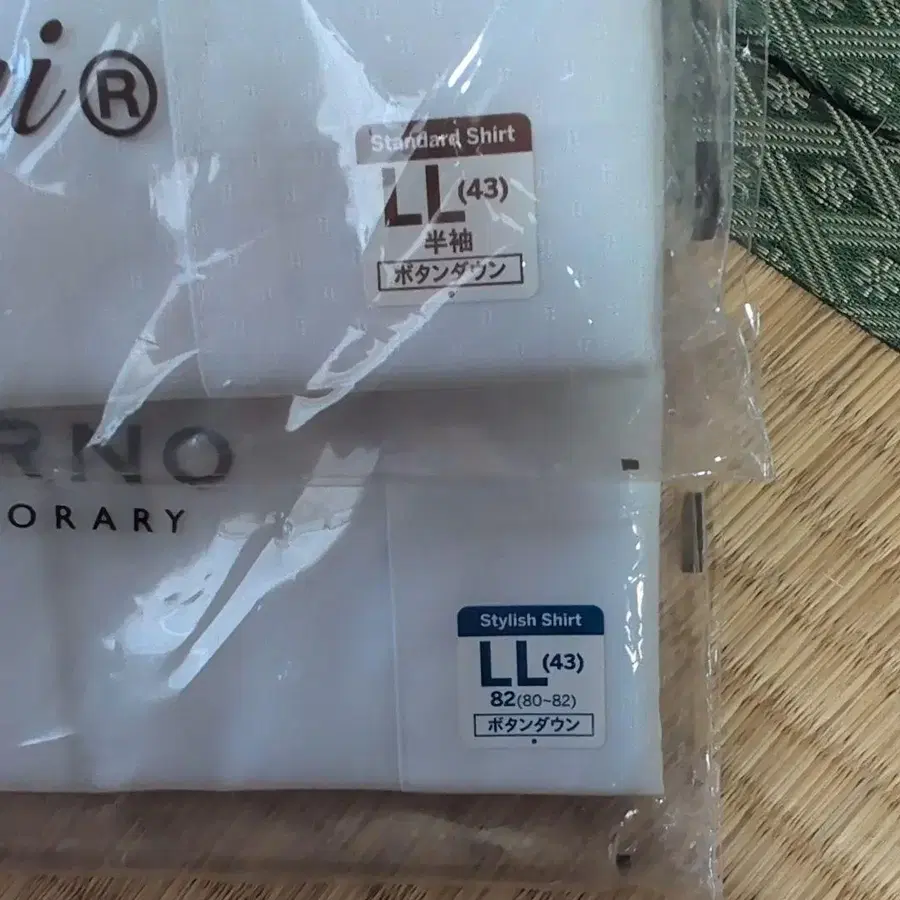 i®
Standard Shirt
LL (43)
半袖
ボタンダウン
RNO
ORARY
Stylish Shirt
LL (43)
82(80~82)
ボタンダウン